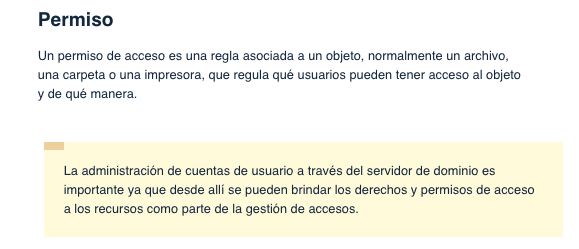 Permiso
Un permiso de acceso es una regla asociada a un objeto, normalmente un archivo,
una carpeta o una impresora, que regula qué usuarios pueden tener acceso al objeto
y de qué manera.
La administración de cuentas de usuario a través del servidor de dominio es
importante ya que desde allí se pueden brindar los derechos y permisos de acceso
a los recursos como parte de la gestión de accesos.